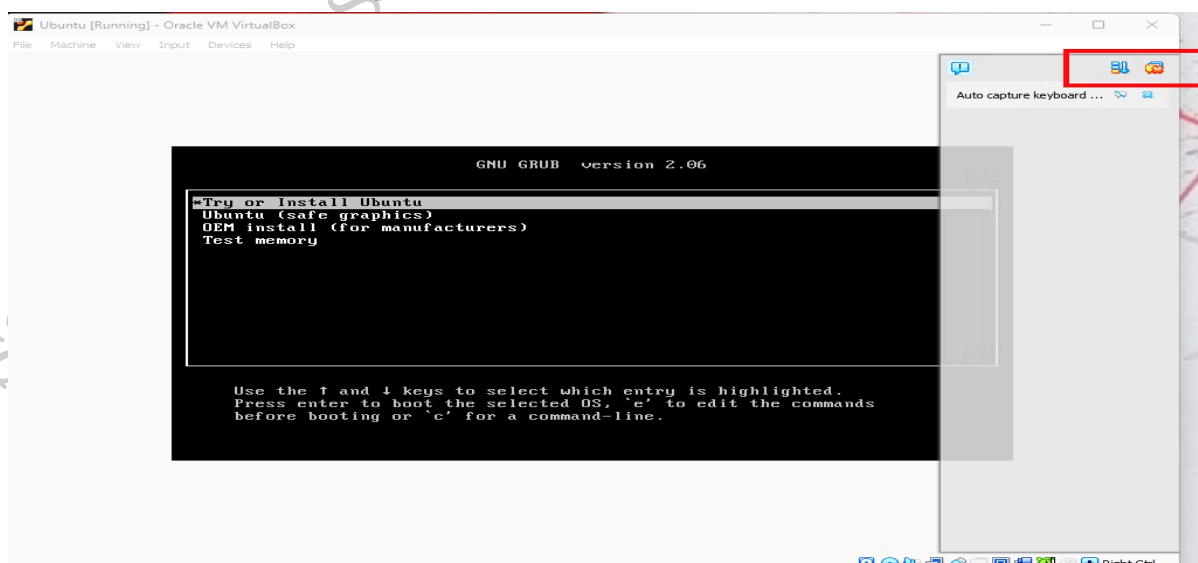 Ubuntu [Running] - Oracle VM VirtualBox
File Machine View Input Devices Help
Auto capture keyboard ...
GNU GRUB version 2.06
*Try or Install Ubuntu
Ubuntu (safe graphics)
OEM install (for manufacturers)
Test memory
Use the ↑ and ↓ keys to select which entry is highlighted.
Press enter to boot the selected OS, `e' to edit the commands
before booting or `c' for a command-line.
Right Ctrl